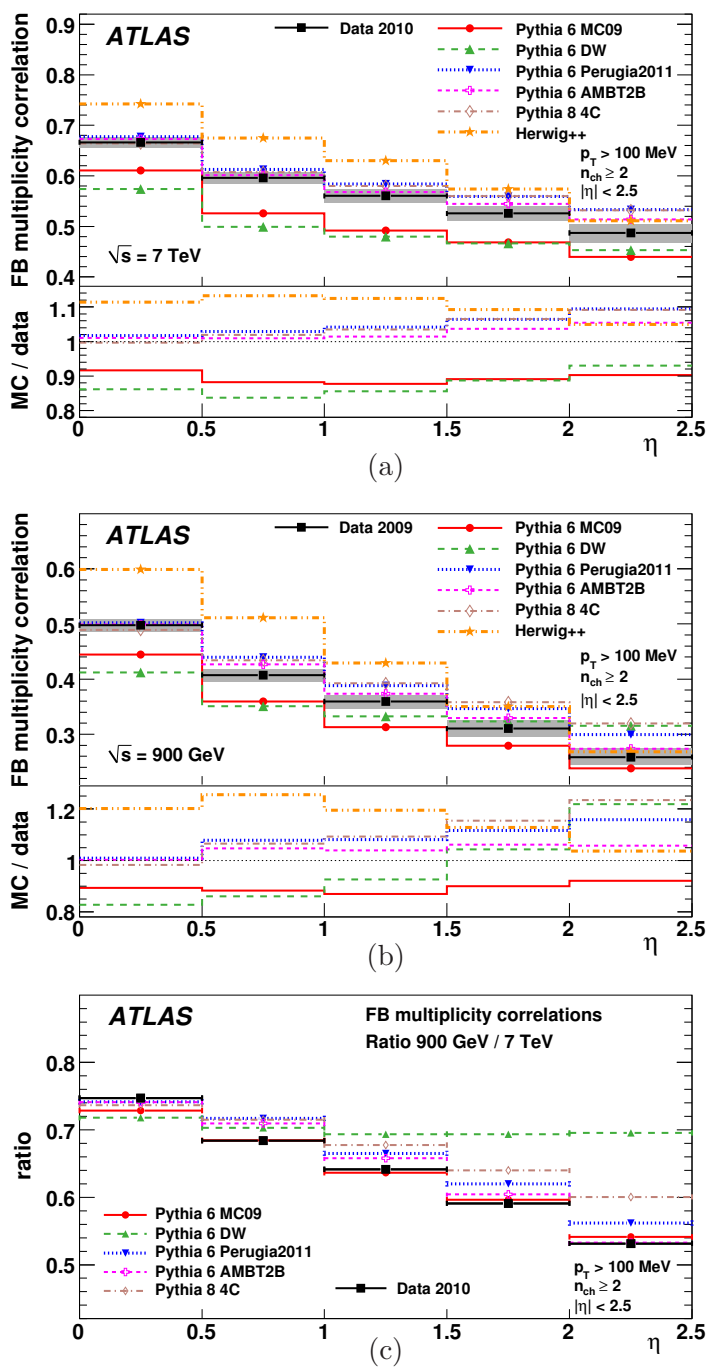 ATLAS
Data 2010
Pythia 6 MC09
Pythia 6 DW
Pythia 6 Perugia2011
Pythia 6 AMBT2B
Pythia 8 4C
Herwig++
p_T > 100 MeV
n_ch ≥ 2
|η| < 2.5
√s = 7 TeV
FB multiplicity correlation
0.9
0.8
0.7
0.6
0.5
0.4
MC / data
1.1
1
0.9
0.8
0 0.5 1 1.5 2 2.5
η
(a)
ATLAS
Data 2009
Pythia 6 MC09
Pythia 6 DW
Pythia 6 Perugia2011
Pythia 6 AMBT2B
Pythia 8 4C
Herwig++
p_T > 100 MeV
n_ch ≥ 2
|η| < 2.5
√s = 900 GeV
FB multiplicity correlation
0.6
0.5
0.4
0.3
MC / data
1.2
1
0.8
0 0.5 1 1.5 2 2.5
η
(b)
ATLAS
FB multiplicity correlations
Ratio 900 GeV / 7 TeV
ratio
0.8
0.7
0.6
0.5
Pythia 6 MC09
Pythia 6 DW
Pythia 6 Perugia2011
Pythia 6 AMBT2B
Pythia 8 4C
Data 2010
p_T > 100 MeV
n_ch ≥ 2
|η| < 2.5
0 0.5 1 1.5 2 2.5
η
(c)